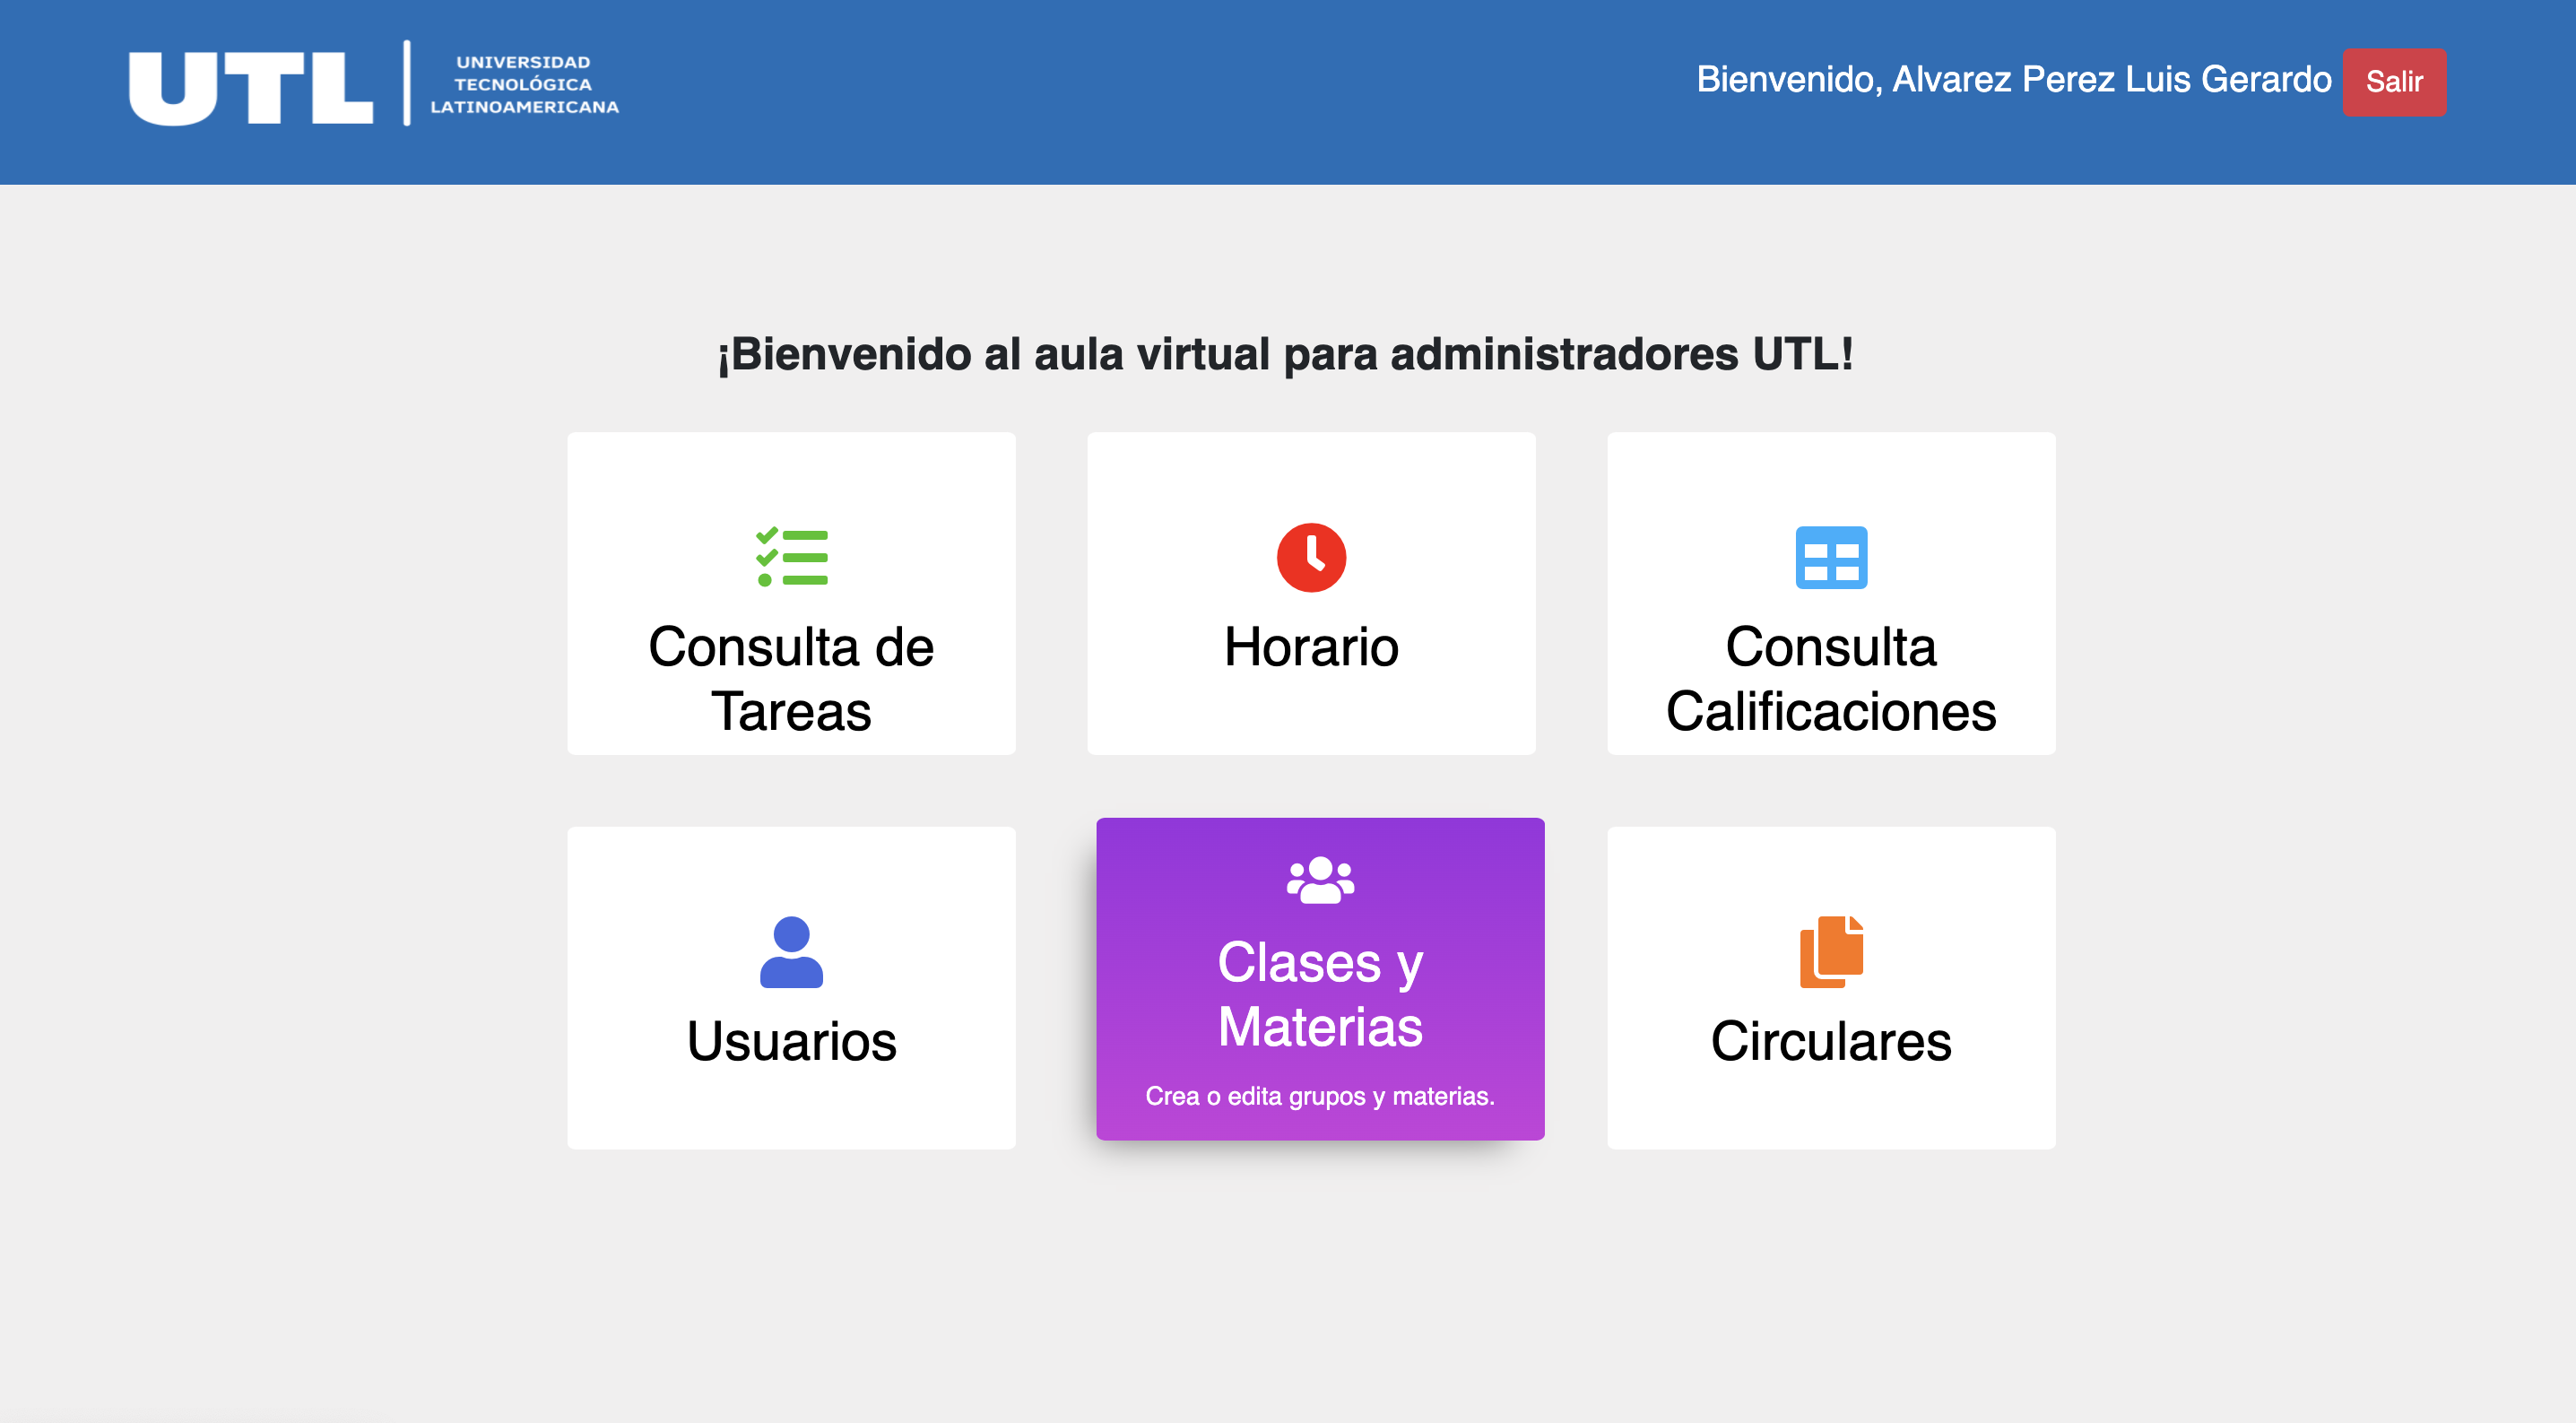 UTL
UNIVERSIDAD
TECNOLÓGICA
LATINOAMERICANA
Bienvenido, Alvarez Perez Luis Gerardo
Salir
¡Bienvenido al aula virtual para administradores UTL!
Consulta de
Tareas
Horario
Consulta
Calificaciones
Usuarios
Clases y
Materias
Crea o edita grupos y materias.
Circulares